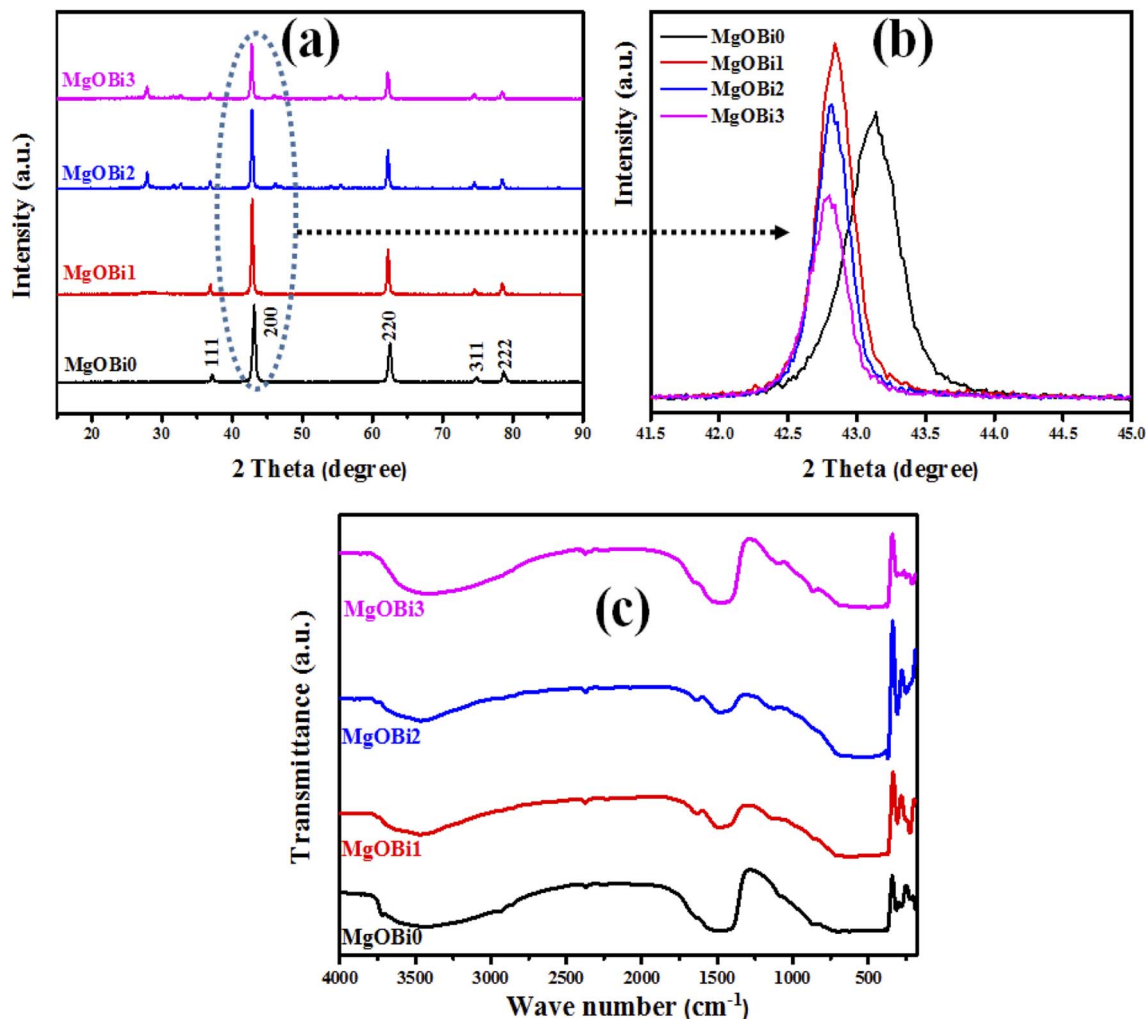 (a)
MgOBi3
MgOBi2
MgOBi1
MgOBi0
111
200
220
311
222
Intensity (a.u.)
20 30 40 50 60 70 80 90
2 Theta (degree)
(b)
MgOBi0
MgOBi1
MgOBi2
MgOBi3
Intensity (a.u.)
41.5 42.0 42.5 43.0 43.5 44.0 44.5 45.0
2 Theta (degree)
(c)
MgOBi3
MgOBi2
MgOBi1
MgOBi0
Transmittance (a.u.)
4000 3500 3000 2500 2000 1500 1000 500
Wave number (cm-1)